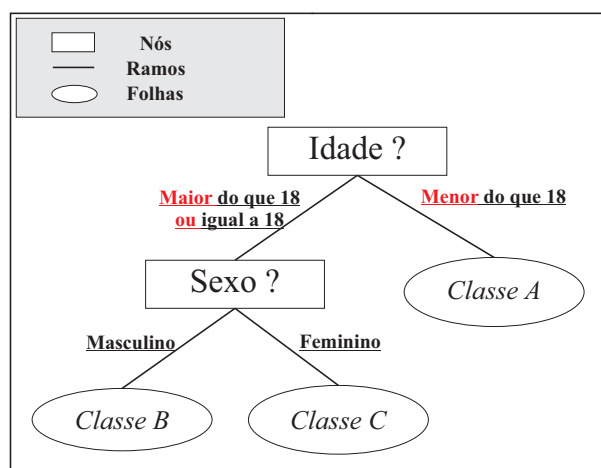 Nós
Ramos
Folhas
Idade ?
Maior do que 18
ou igual a 18
Menor do que 18
Sexo ?
Classe A
Masculino
Feminino
Classe B
Classe C